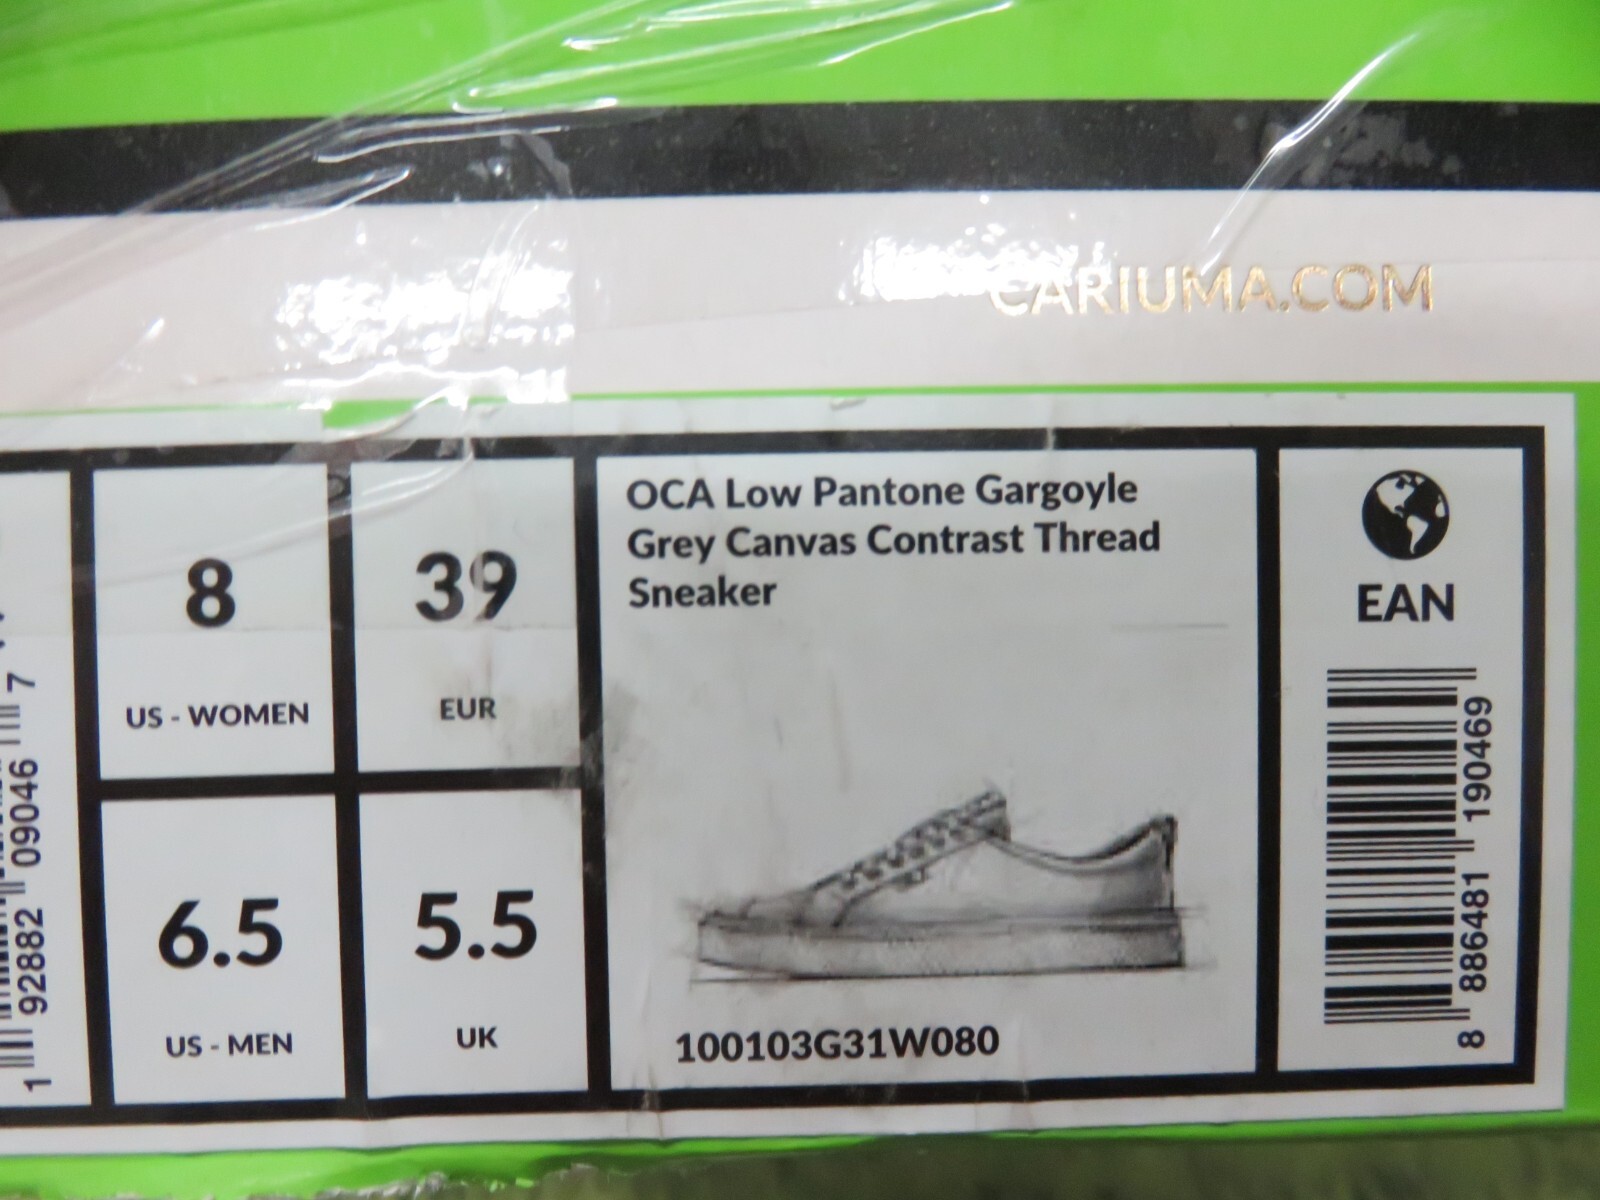 CARIUMA.COM
8
US - WOMEN
39
EUR
6.5
US - MEN
5.5
UK
OCA Low Pantone Gargoyle
Grey Canvas Contrast Thread
Sneaker
100103G31W080
EAN
8 886481 190469
1 92882 09046 7